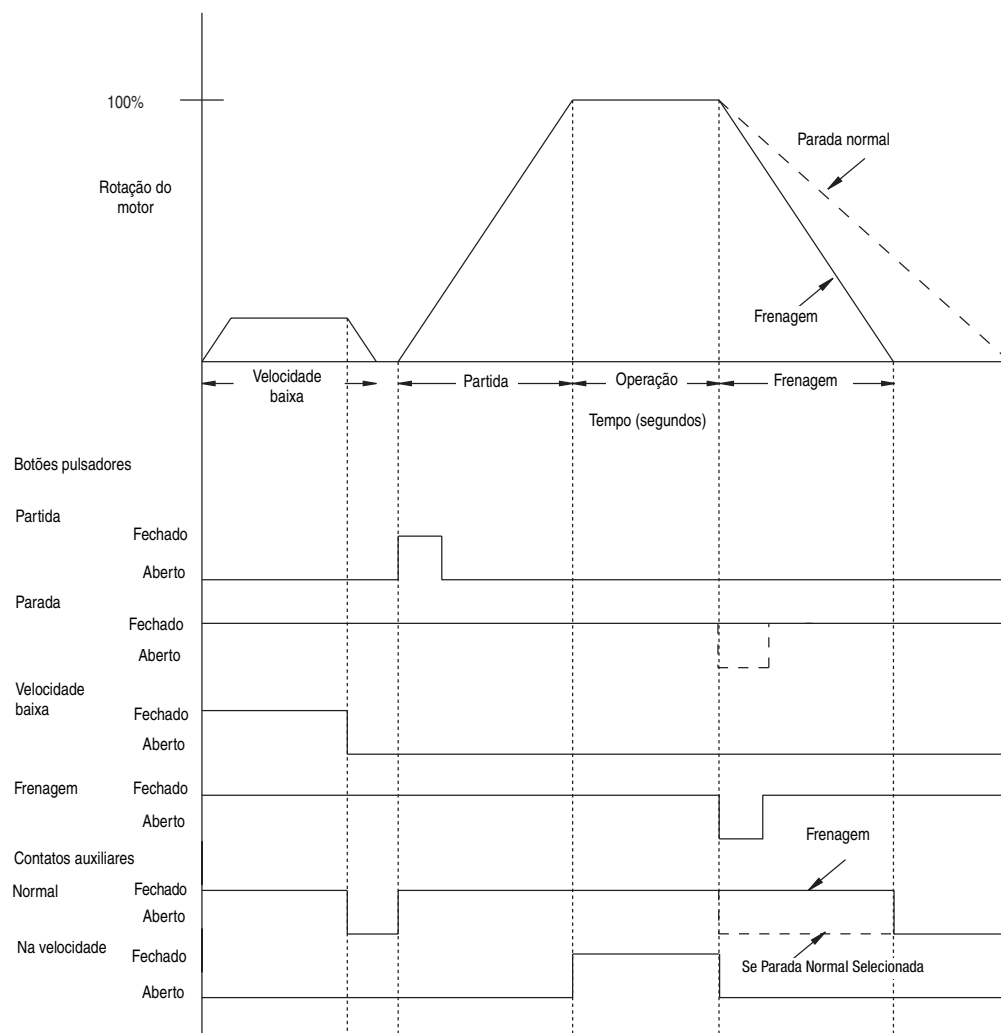 100%
Rotação do
motor
Parada normal
Frenagem
Velocidade
baixa
Partida
Operação
Frenagem
Tempo (segundos)
Botões pulsadores
Partida
Fechado
Aberto
Parada
Fechado
Aberto
Velocidade
baixa
Fechado
Aberto
Frenagem
Fechado
Aberto
Frenagem
Contatos auxiliares
Normal
Fechado
Aberto
Na velocidade
Fechado
Se Parada Normal Selecionada
Aberto